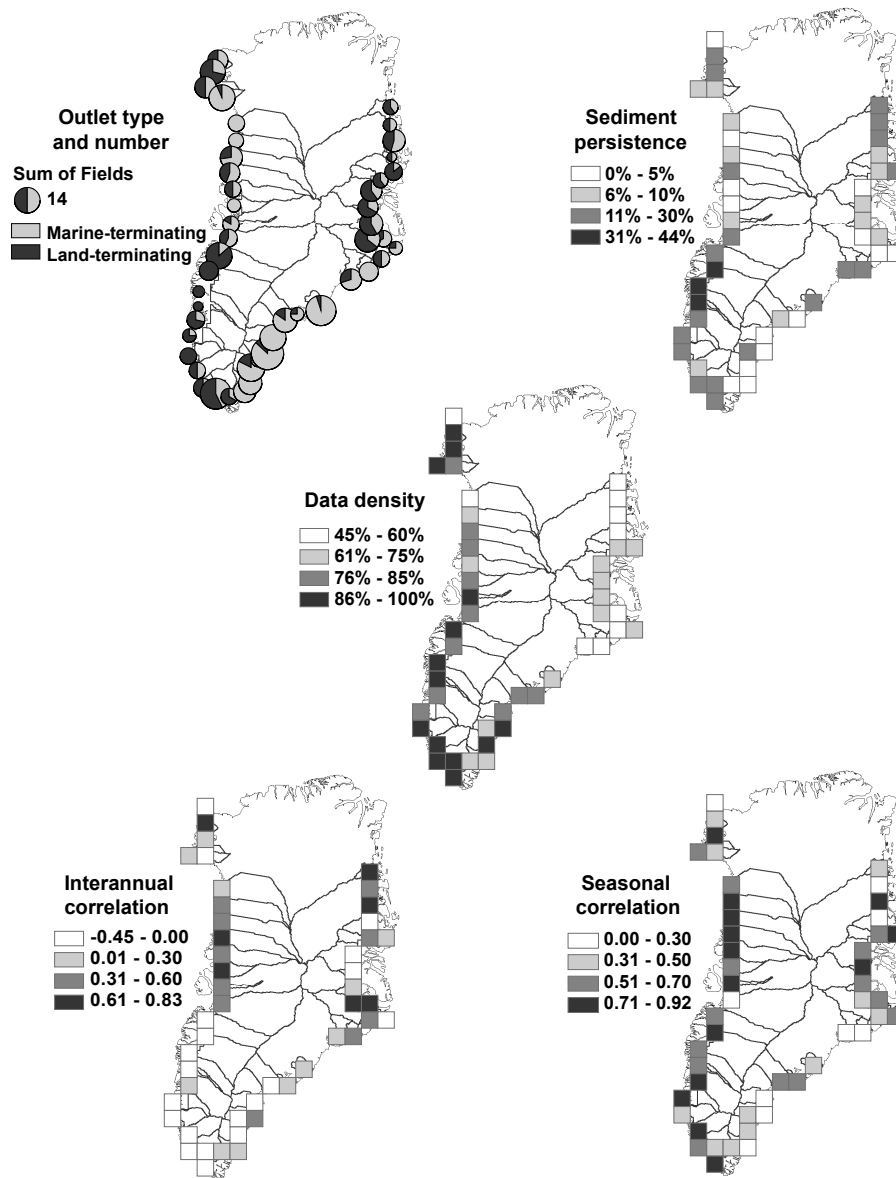 Outlet type
and number
Sum of Fields
14
Marine-terminating
Land-terminating
Sediment
persistence
0% - 5%
6% - 10%
11% - 30%
31% - 44%
Data density
45% - 60%
61% - 75%
76% - 85%
86% - 100%
Interannual
correlation
-0.45 - 0.00
0.01 - 0.30
0.31 - 0.60
0.61 - 0.83
Seasonal
correlation
0.00 - 0.30
0.31 - 0.50
0.51 - 0.70
0.71 - 0.92